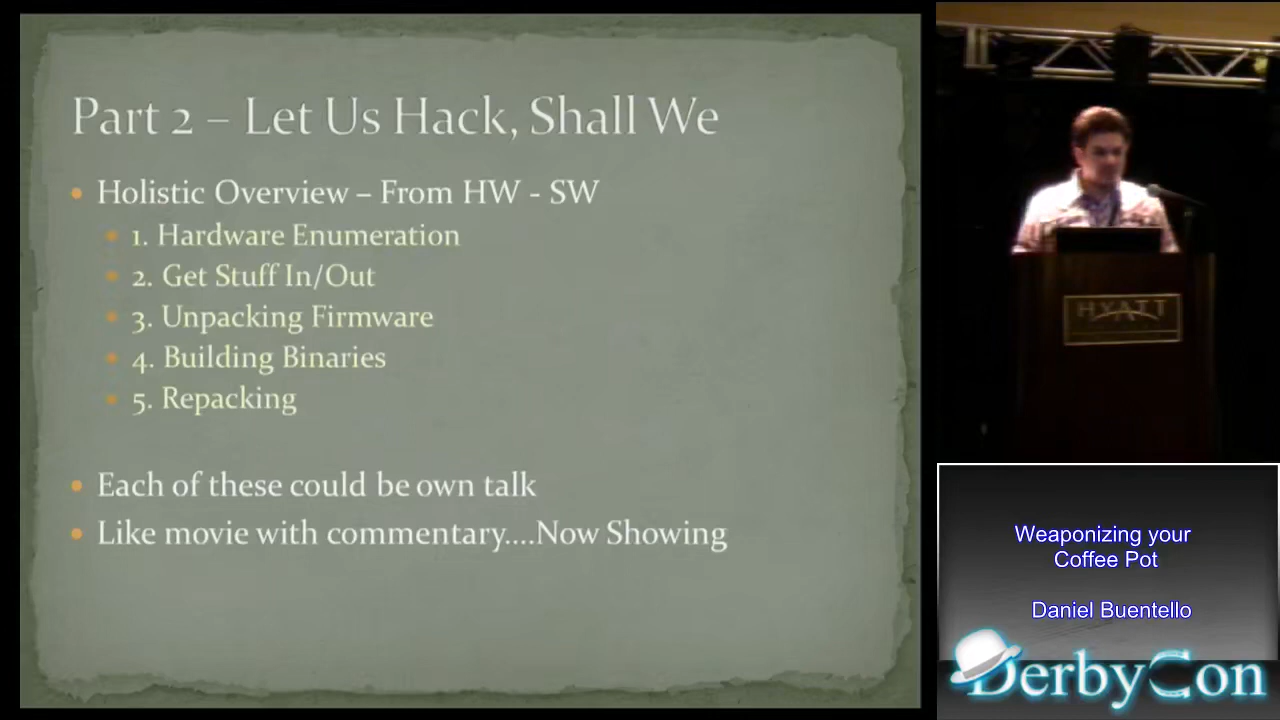 Part 2 – Let Us Hack, Shall We
• Holistic Overview – From HW - SW
• 1. Hardware Enumeration
• 2. Get Stuff In/Out
• 3. Unpacking Firmware
• 4. Building Binaries
• 5. Repacking
• Each of these could be own talk
• Like movie with commentary....Now Showing
HYATT
Weaponizing your
Coffee Pot
Daniel Buentello
DerbyCon